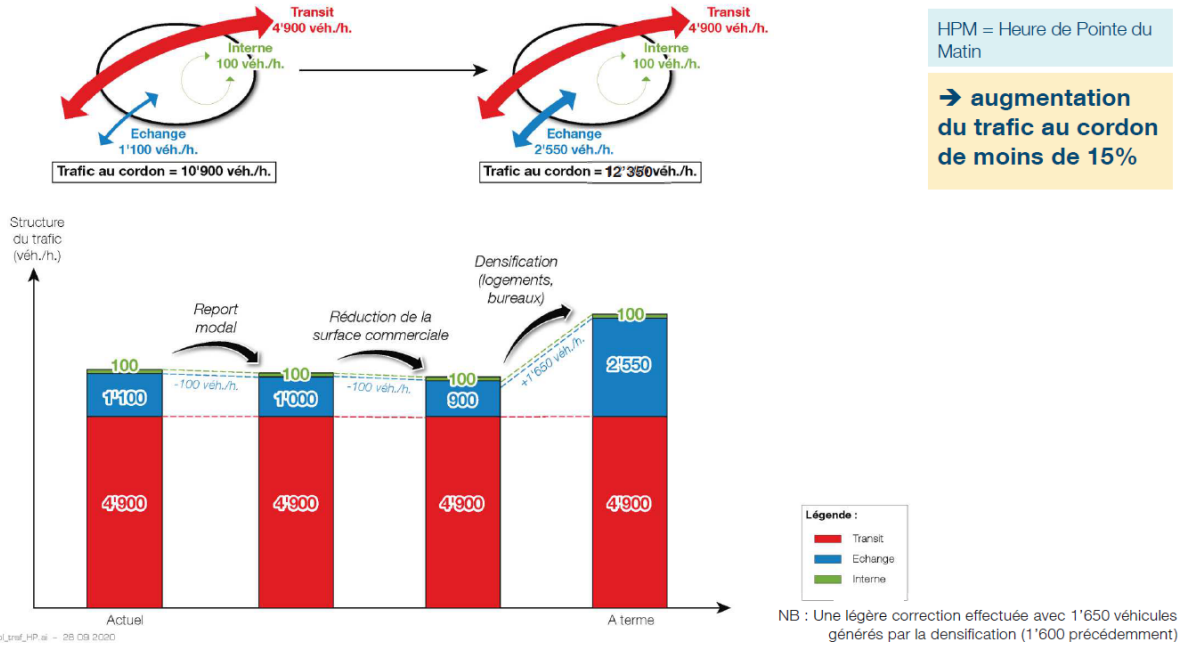 Transit
4'900 véh./h.
Interne
100 véh./h.
Echange
1'100 véh./h.
Trafic au cordon = 10'900 véh./h.
Transit
4'900 véh./h.
Interne
100 véh./h.
Echange
2'550 véh./h.
Trafic au cordon = 12'350véh./h.
HPM = Heure de Pointe du
Matin
→ augmentation
du trafic au cordon
de moins de 15%
Structure
du trafic
(véh./h.)
Report
modal
Réduction de la
surface commerciale
Densification
(logements,
bureaux)
100
1'100
4'900
-100 véh./h.
100
1'000
4'900
-100 véh./h.
100
900
4'900
+1'650 véh./h.
100
2'550
4'900
Actuel
A terme
Légende :
Transit
Echange
Interne
NB : Une légère correction effectuée avec 1'650 véhicules
générés par la densification (1'600 précédemment)
28 09 2020